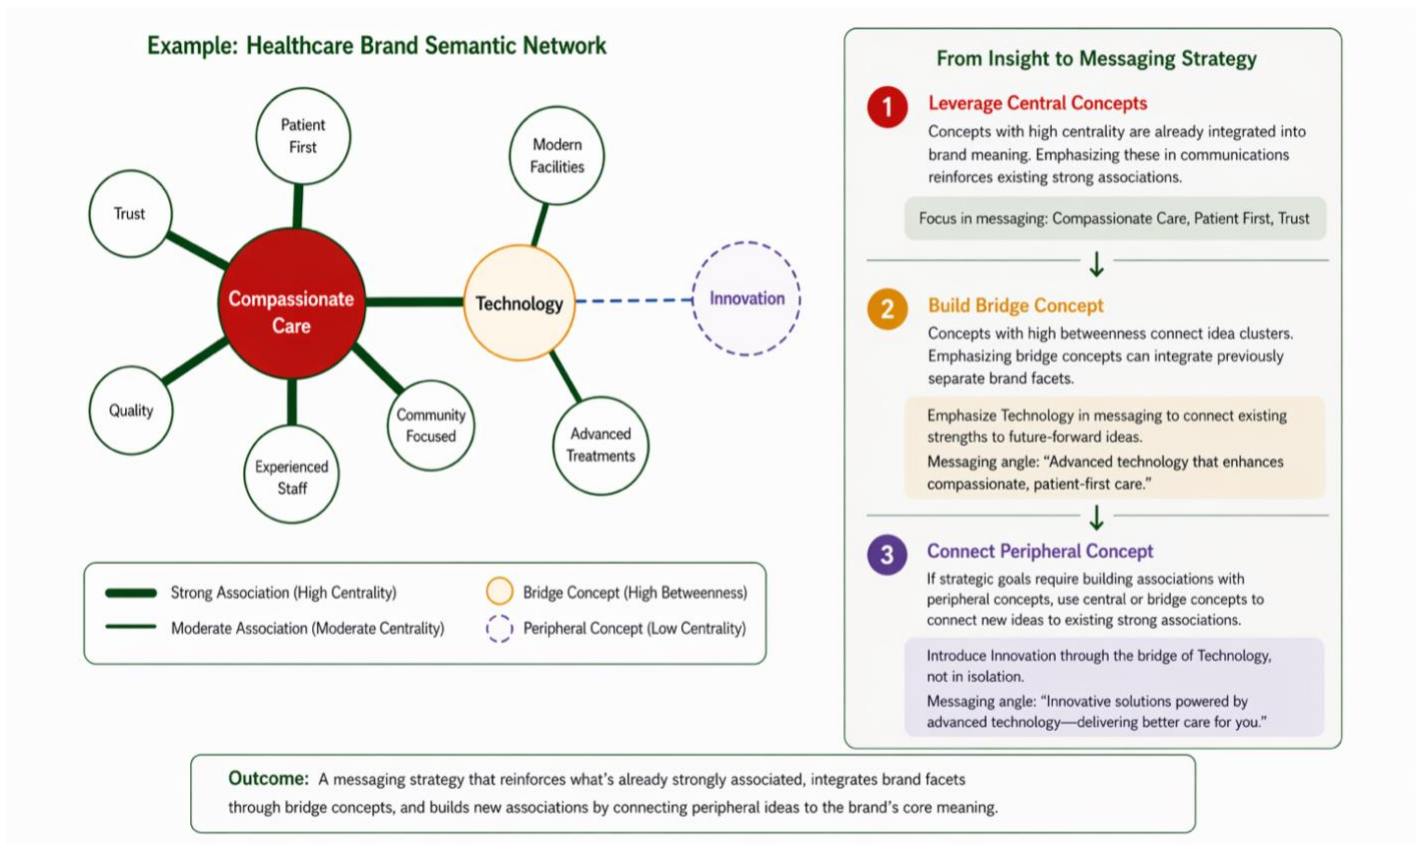 Example: Healthcare Brand Semantic Network
Patient
First
Modern
Facilities
Trust
Compassionate
Care
Technology
Innovation
Quality
Community
Focused
Experienced
Staff
Advanced
Treatments
Strong Association (High Centrality)
Moderate Association (Moderate Centrality)
Bridge Concept (High Betweenness)
Peripheral Concept (Low Centrality)
From Insight to Messaging Strategy
1
Leverage Central Concepts
Concepts with high centrality are already integrated into
brand meaning. Emphasizing these in communications
reinforces existing strong associations.
Focus in messaging: Compassionate Care, Patient First, Trust
2
Build Bridge Concept
Concepts with high betweenness connect idea clusters.
Emphasizing bridge concepts can integrate previously
separate brand facets.
Emphasize Technology in messaging to connect existing
strengths to future-forward ideas.
Messaging angle: “Advanced technology that enhances
compassionate, patient-first care.”
3
Connect Peripheral Concept
If strategic goals require building associations with
peripheral concepts, use central or bridge concepts to
connect new ideas to existing strong associations.
Introduce Innovation through the bridge of Technology,
not in isolation.
Messaging angle: “Innovative solutions powered by
advanced technology—delivering better care for you.”
Outcome: A messaging strategy that reinforces what’s already strongly associated, integrates brand facets
through bridge concepts, and builds new associations by connecting peripheral ideas to the brand’s core meaning.